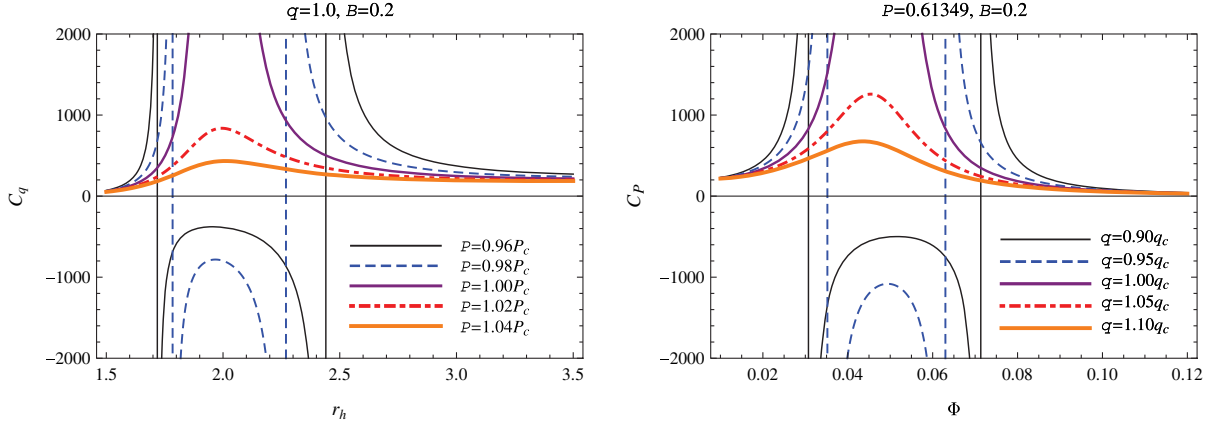 q=1.0, B=0.2
2000
1000
0
−1000
−2000
C_q
P=0.96P_c
P=0.98P_c
P=1.00P_c
P=1.02P_c
P=1.04P_c
1.5 2.0 2.5 3.0 3.5
r_h
P=0.61349, B=0.2
2000
1000
0
−1000
−2000
C_P
q=0.90q_c
q=0.95q_c
q=1.00q_c
q=1.05q_c
q=1.10q_c
0.02 0.04 0.06 0.08 0.10 0.12
Φ